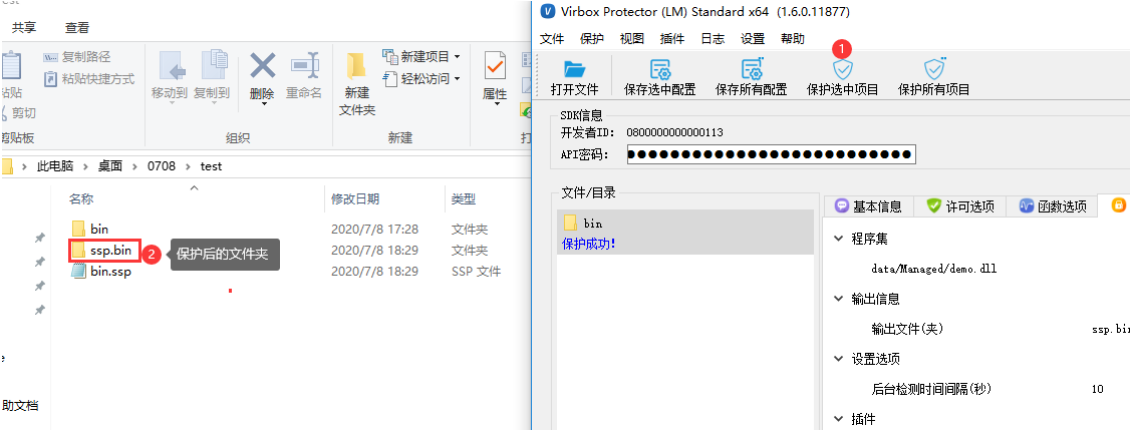 共享 查看
复制路径
粘贴快捷方式
剪切
移动到
复制到
删除
重命名
新建
文件夹
新建项目
轻松访问
属性
组织
新建
此电脑 > 桌面 > 0708 > test
名称 修改日期 类型
bin 2020/7/8 17:28 文件夹
ssp.bin 2020/7/8 18:29 文件夹
2 保护后的文件夹
bin.ssp 2020/7/8 18:29 SSP 文件
助文档
Virbox Protector (LM) Standard x64 (1.6.0.11877)
文件 保护 视图 插件 日志 设置 帮助
1
打开文件 保存选中配置 保存所有配置 保护选中项目 保护所有项目
SDK信息
开发者ID: 0800000000000113
API密码: ●●●●●●●●●●●●●●●●●●●●●●●●●●
文件/目录
bin
保护成功!
基本信息 许可选项 函数选项
程序集
data/Managed/demo.dll
输出信息
输出文件(夹) ssp.bin
设置选项
后台检测时间间隔(秒) 10
插件